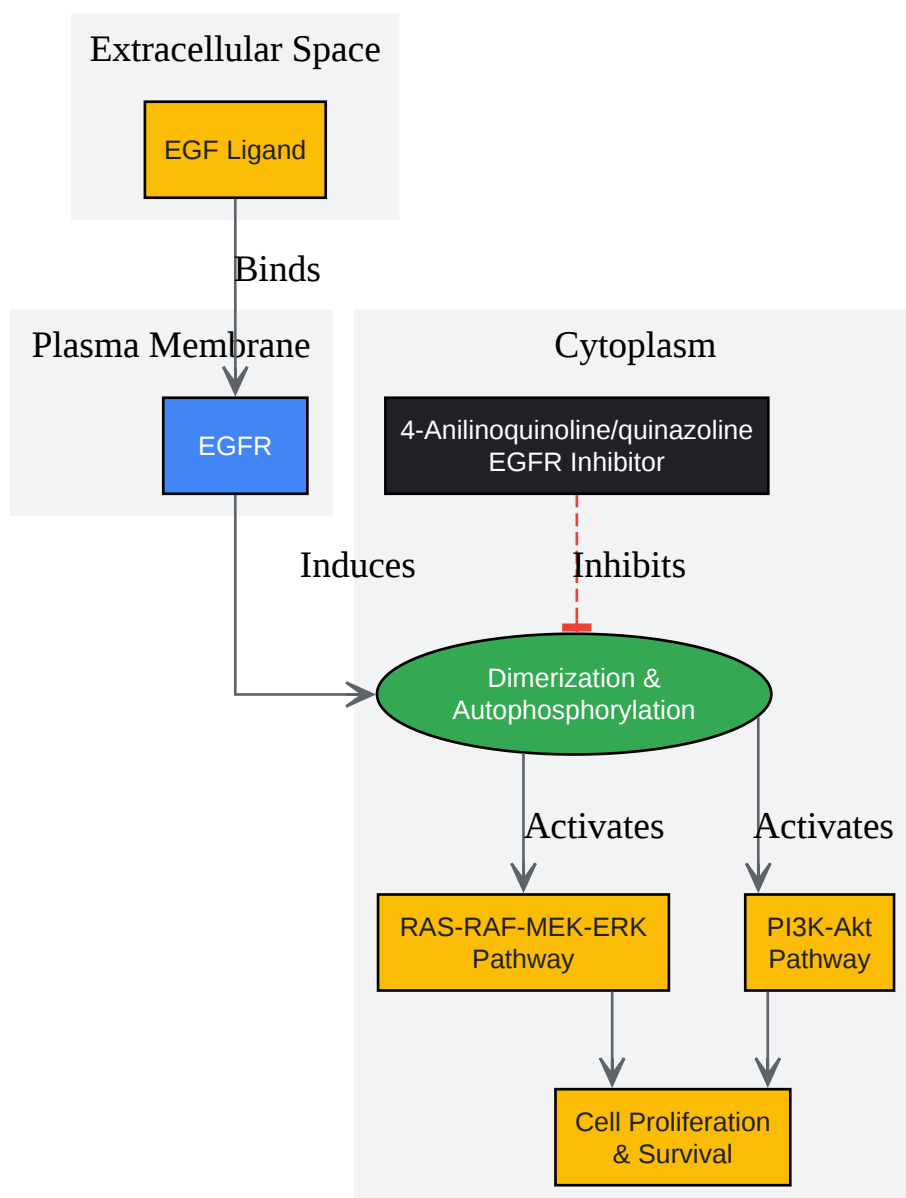 Extracellular Space
EGF Ligand
Binds
Plasma Membrane
EGFR
Cytoplasm
4-Anilinoquinoline/quinazoline
EGFR Inhibitor
Induces
Inhibits
Dimerization &
Autophosphorylation
Activates
Activates
RAS-RAF-MEK-ERK
Pathway
PI3K-Akt
Pathway
Cell Proliferation
& Survival